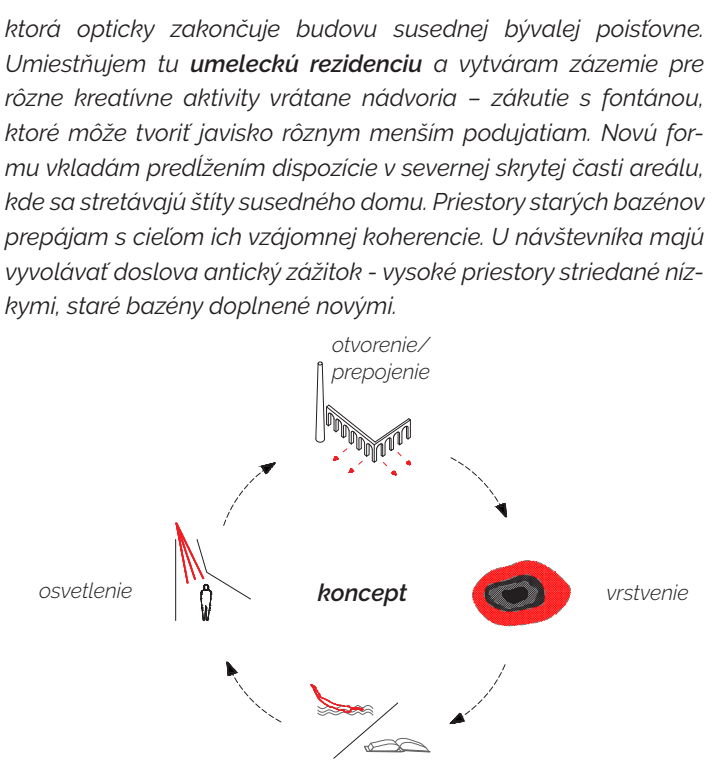 ktorá opticky zakončuje budovu susednej bývalej poisťovne.
Umiestňujem tu umeleckú rezidenciu a vytváram zázemie pre
rôzne kreatívne aktivity vrátane nádvoria – zákutie s fontánou,
ktoré môže tvoriť javisko rôznym menším podujatiam. Novú for-
mu vkladám predĺžením dispozície v severnej skrytej časti areálu,
kde sa stretávajú štíty susedného domu. Priestory starých bazénov
prepájam s cieľom ich vzájomnej koherencie. U návštevníka majú
vyvolávať doslova antický zážitok - vysoké priestory striedané níz-
kymi, staré bazény doplnené novými.
otvorenie/
prepojenie
osvetlenie
koncept
vrstvenie